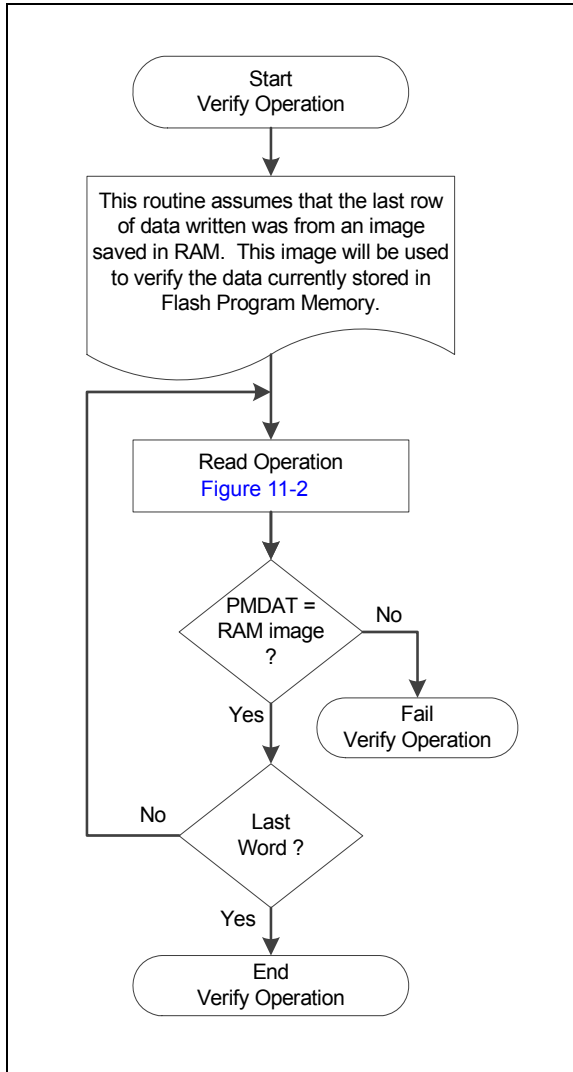 Start
Verify Operation
This routine assumes that the last row
of data written was from an image
saved in RAM.  This image will be used
to verify the data currently stored in
Flash Program Memory.
Read Operation
Figure 11-2
PMDAT =
RAM image
?
No
Yes
Fail
Verify Operation
No
Last
Word ?
Yes
End
Verify Operation